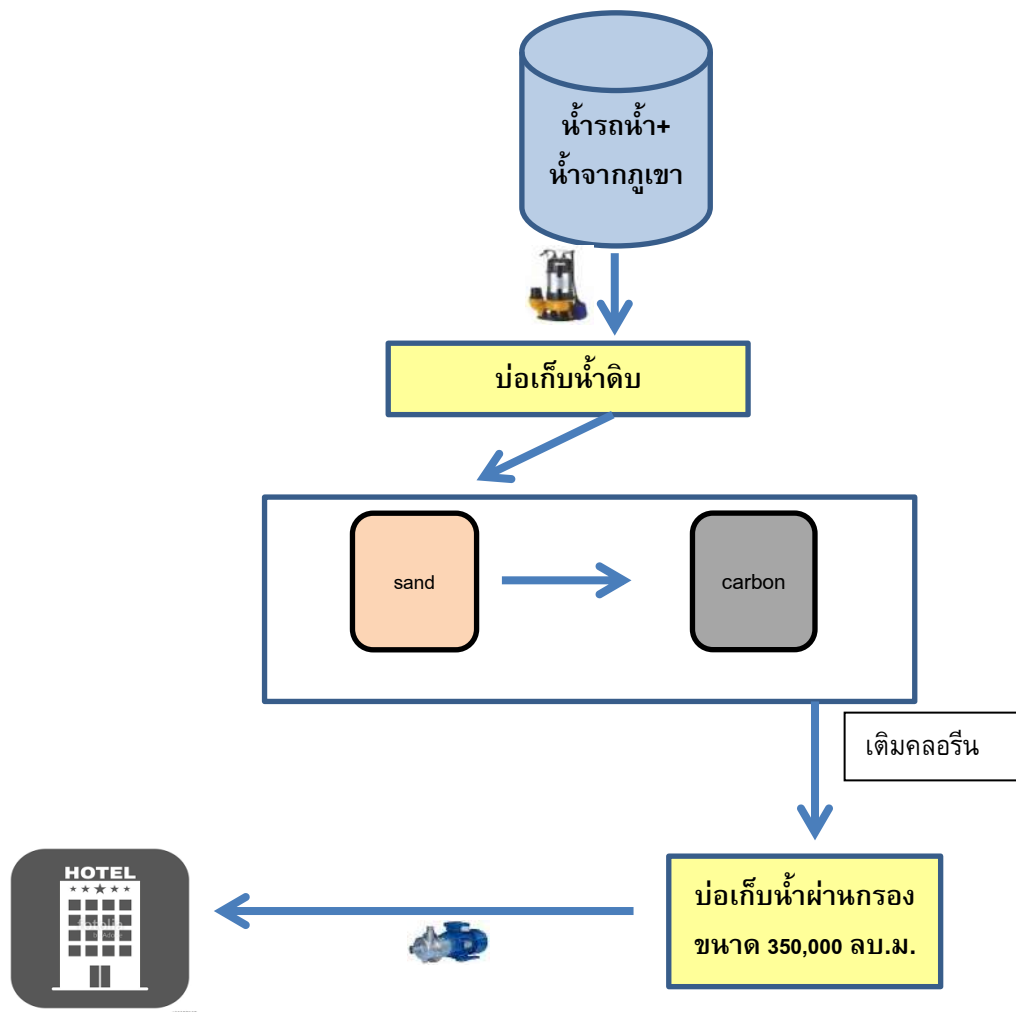 น้ำรถน้ำ+
น้ำจากภูเขา
บ่อเก็บน้ำดิบ
sand
carbon
เติมคลอรีน
HOTEL
บ่อเก็บน้ำผ่านกรอง
ขนาด 350,000 ลบ.ม.